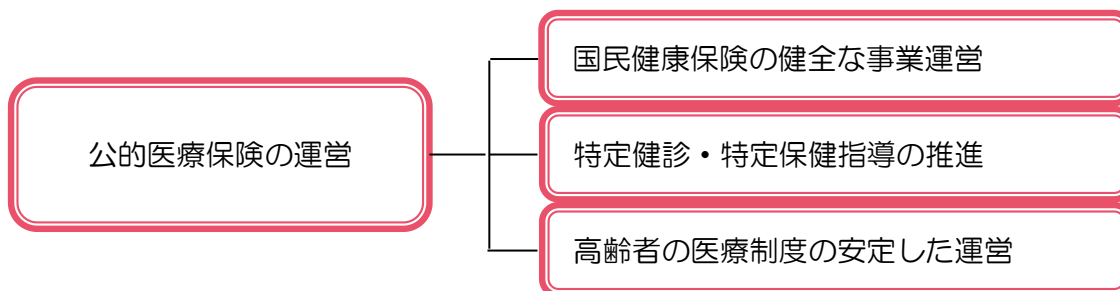 公的医療保険の運営
国民健康保険の健全な事業運営
特定健診・特定保健指導の推進
高齢者の医療制度の安定した運営